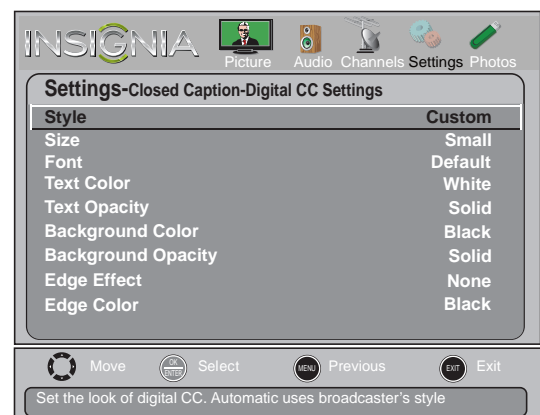 INSIGNIA
Picture Audio Channels Settings Photos
Settings-Closed Caption-Digital CC Settings
Style Custom
Size Small
Font Default
Text Color White
Text Opacity Solid
Background Color Black
Background Opacity Solid
Edge Effect None
Edge Color Black
Move OK ENTER Select MENU Previous EXIT Exit
Set the look of digital CC. Automatic uses broadcaster's style